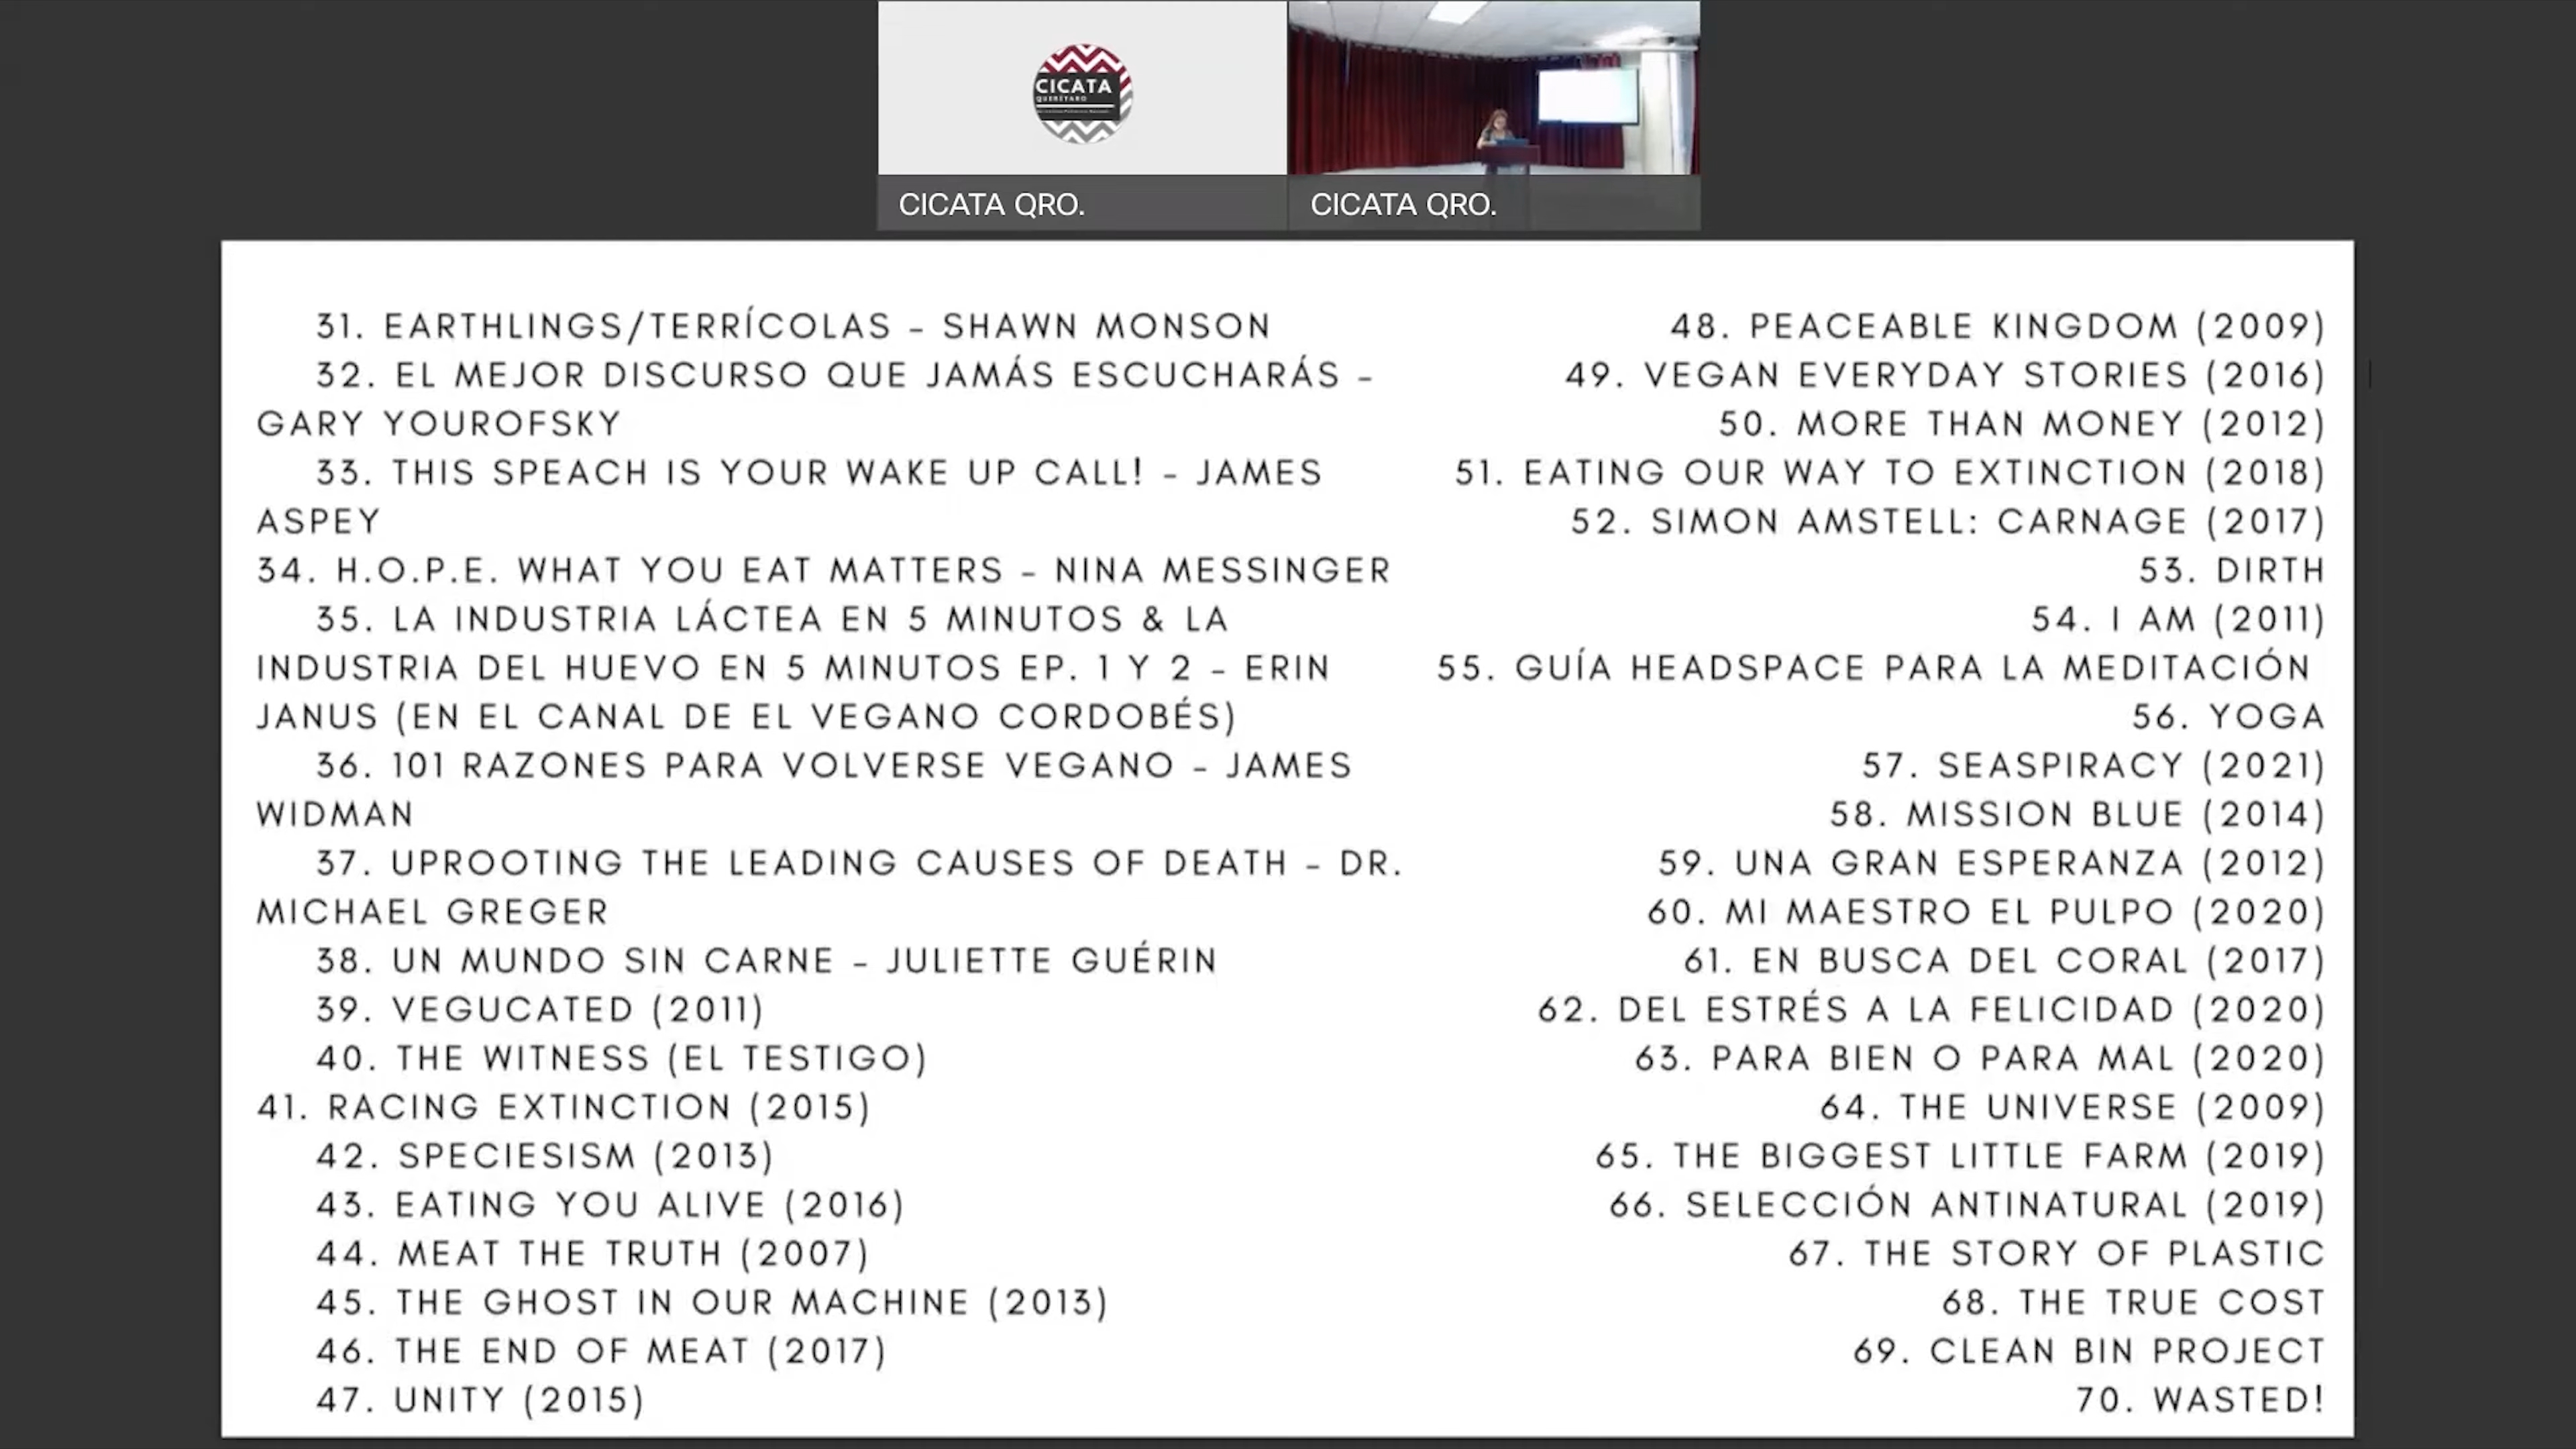 CICATA
QUERÉTARO
CICATA QRO.
CICATA QRO.
31. EARTHLINGS/TERRÍCOLAS – SHAWN MONSON
32. EL MEJOR DISCURSO QUE JAMÁS ESCUCHARÁS –
GARY YOUROFSKY
33. THIS SPEACH IS YOUR WAKE UP CALL! – JAMES
ASPEY
34. H.O.P.E. WHAT YOU EAT MATTERS – NINA MESSINGER
35. LA INDUSTRIA LÁCTEA EN 5 MINUTOS & LA
INDUSTRIA DEL HUEVO EN 5 MINUTOS EP. 1 Y 2 – ERIN
JANUS (EN EL CANAL DE EL VEGANO CORDOBÉS)
36. 101 RAZONES PARA VOLVERSE VEGANO – JAMES
WIDMAN
37. UPROOTING THE LEADING CAUSES OF DEATH – DR.
MICHAEL GREGER
38. UN MUNDO SIN CARNE – JULIETTE GUÉRIN
39. VEGUCATED (2011)
40. THE WITNESS (EL TESTIGO)
41. RACING EXTINCTION (2015)
42. SPECIESISM (2013)
43. EATING YOU ALIVE (2016)
44. MEAT THE TRUTH (2007)
45. THE GHOST IN OUR MACHINE (2013)
46. THE END OF MEAT (2017)
47. UNITY (2015)
48. PEACEABLE KINGDOM (2009)
49. VEGAN EVERYDAY STORIES (2016)
50. MORE THAN MONEY (2012)
51. EATING OUR WAY TO EXTINCTION (2018)
52. SIMON AMSTELL: CARNAGE (2017)
53. DIRTH
54. I AM (2011)
55. GUÍA HEADSPACE PARA LA MEDITACIÓN
56. YOGA
57. SEASPIRACY (2021)
58. MISSION BLUE (2014)
59. UNA GRAN ESPERANZA (2012)
60. MI MAESTRO EL PULPO (2020)
61. EN BUSCA DEL CORAL (2017)
62. DEL ESTRÉS A LA FELICIDAD (2020)
63. PARA BIEN O PARA MAL (2020)
64. THE UNIVERSE (2009)
65. THE BIGGEST LITTLE FARM (2019)
66. SELECCIÓN ANTINATURAL (2019)
67. THE STORY OF PLASTIC
68. THE TRUE COST
69. CLEAN BIN PROJECT
70. WASTED!